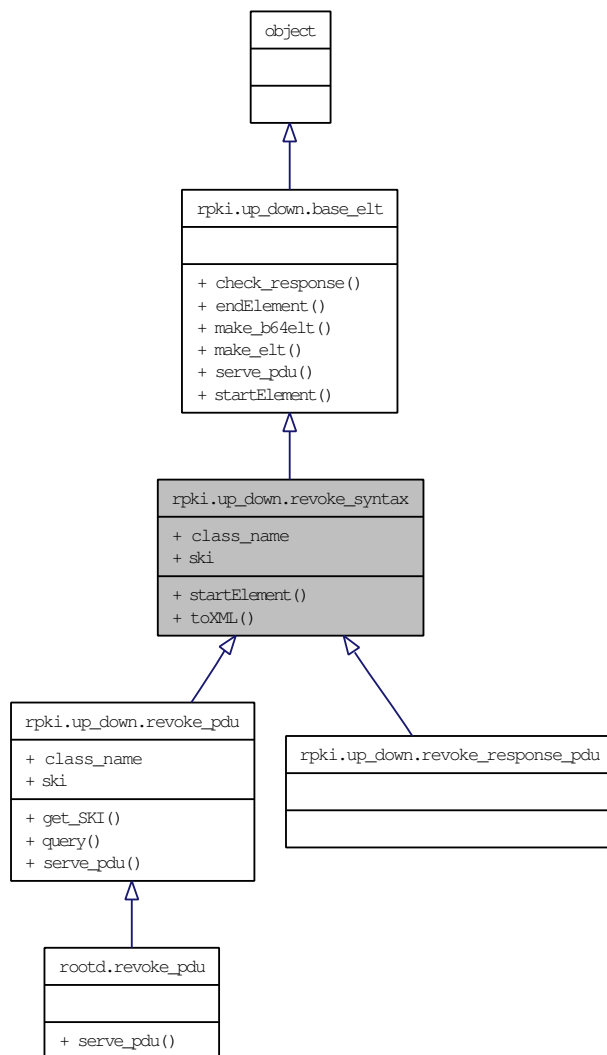 object
rpki.up_down.base_elt
+ check_response()
+ endElement()
+ make_b64elt()
+ make_elt()
+ serve_pdu()
+ startElement()
rpki.up_down.revoke_syntax
+ class_name
+ ski
+ startElement()
+ toXML()
rpki.up_down.revoke_pdu
+ class_name
+ ski
+ get_SKI()
+ query()
+ serve_pdu()
rpki.up_down.revoke_response_pdu
rootd.revoke_pdu
+ serve_pdu()